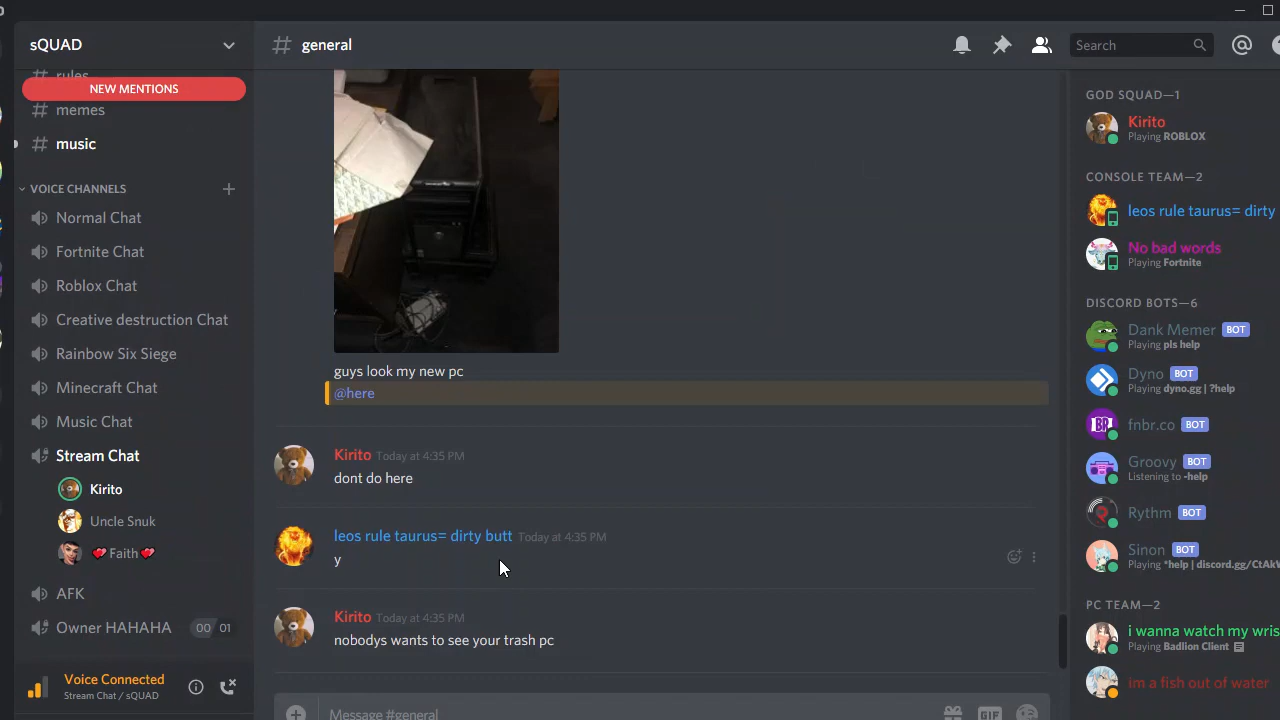 sQUAD
rules
NEW MENTIONS
memes
music
VOICE CHANNELS
Normal Chat
Fortnite Chat
Roblox Chat
Creative destruction Chat
Rainbow Six Siege
Minecraft Chat
Music Chat
Stream Chat
Kirito
Uncle Snuk
Faith
AFK
Owner HAHAHA 00 01
Voice Connected
Stream Chat / sQUAD
# general
Search
guys look my new pc
@here
Kirito Today at 4:35 PM
dont do here
leos rule taurus= dirty butt Today at 4:35 PM
y
Kirito Today at 4:35 PM
nobodys wants to see your trash pc
Message #general
GIF
GOD SQUAD—1
Kirito
Playing ROBLOX
CONSOLE TEAM—2
leos rule taurus= dirty
No bad words
Playing Fortnite
DISCORD BOTS—6
Dank Memer BOT
Playing pls help
Dyno BOT
Playing dyno.gg | ?help
fnbr.co BOT
Groovy BOT
Listening to -help
Rythm BOT
Sinon BOT
Playing *help | discord.gg/CtAk
PC TEAM—2
i wanna watch my wris
Playing Badlion Client
im a fish out of water